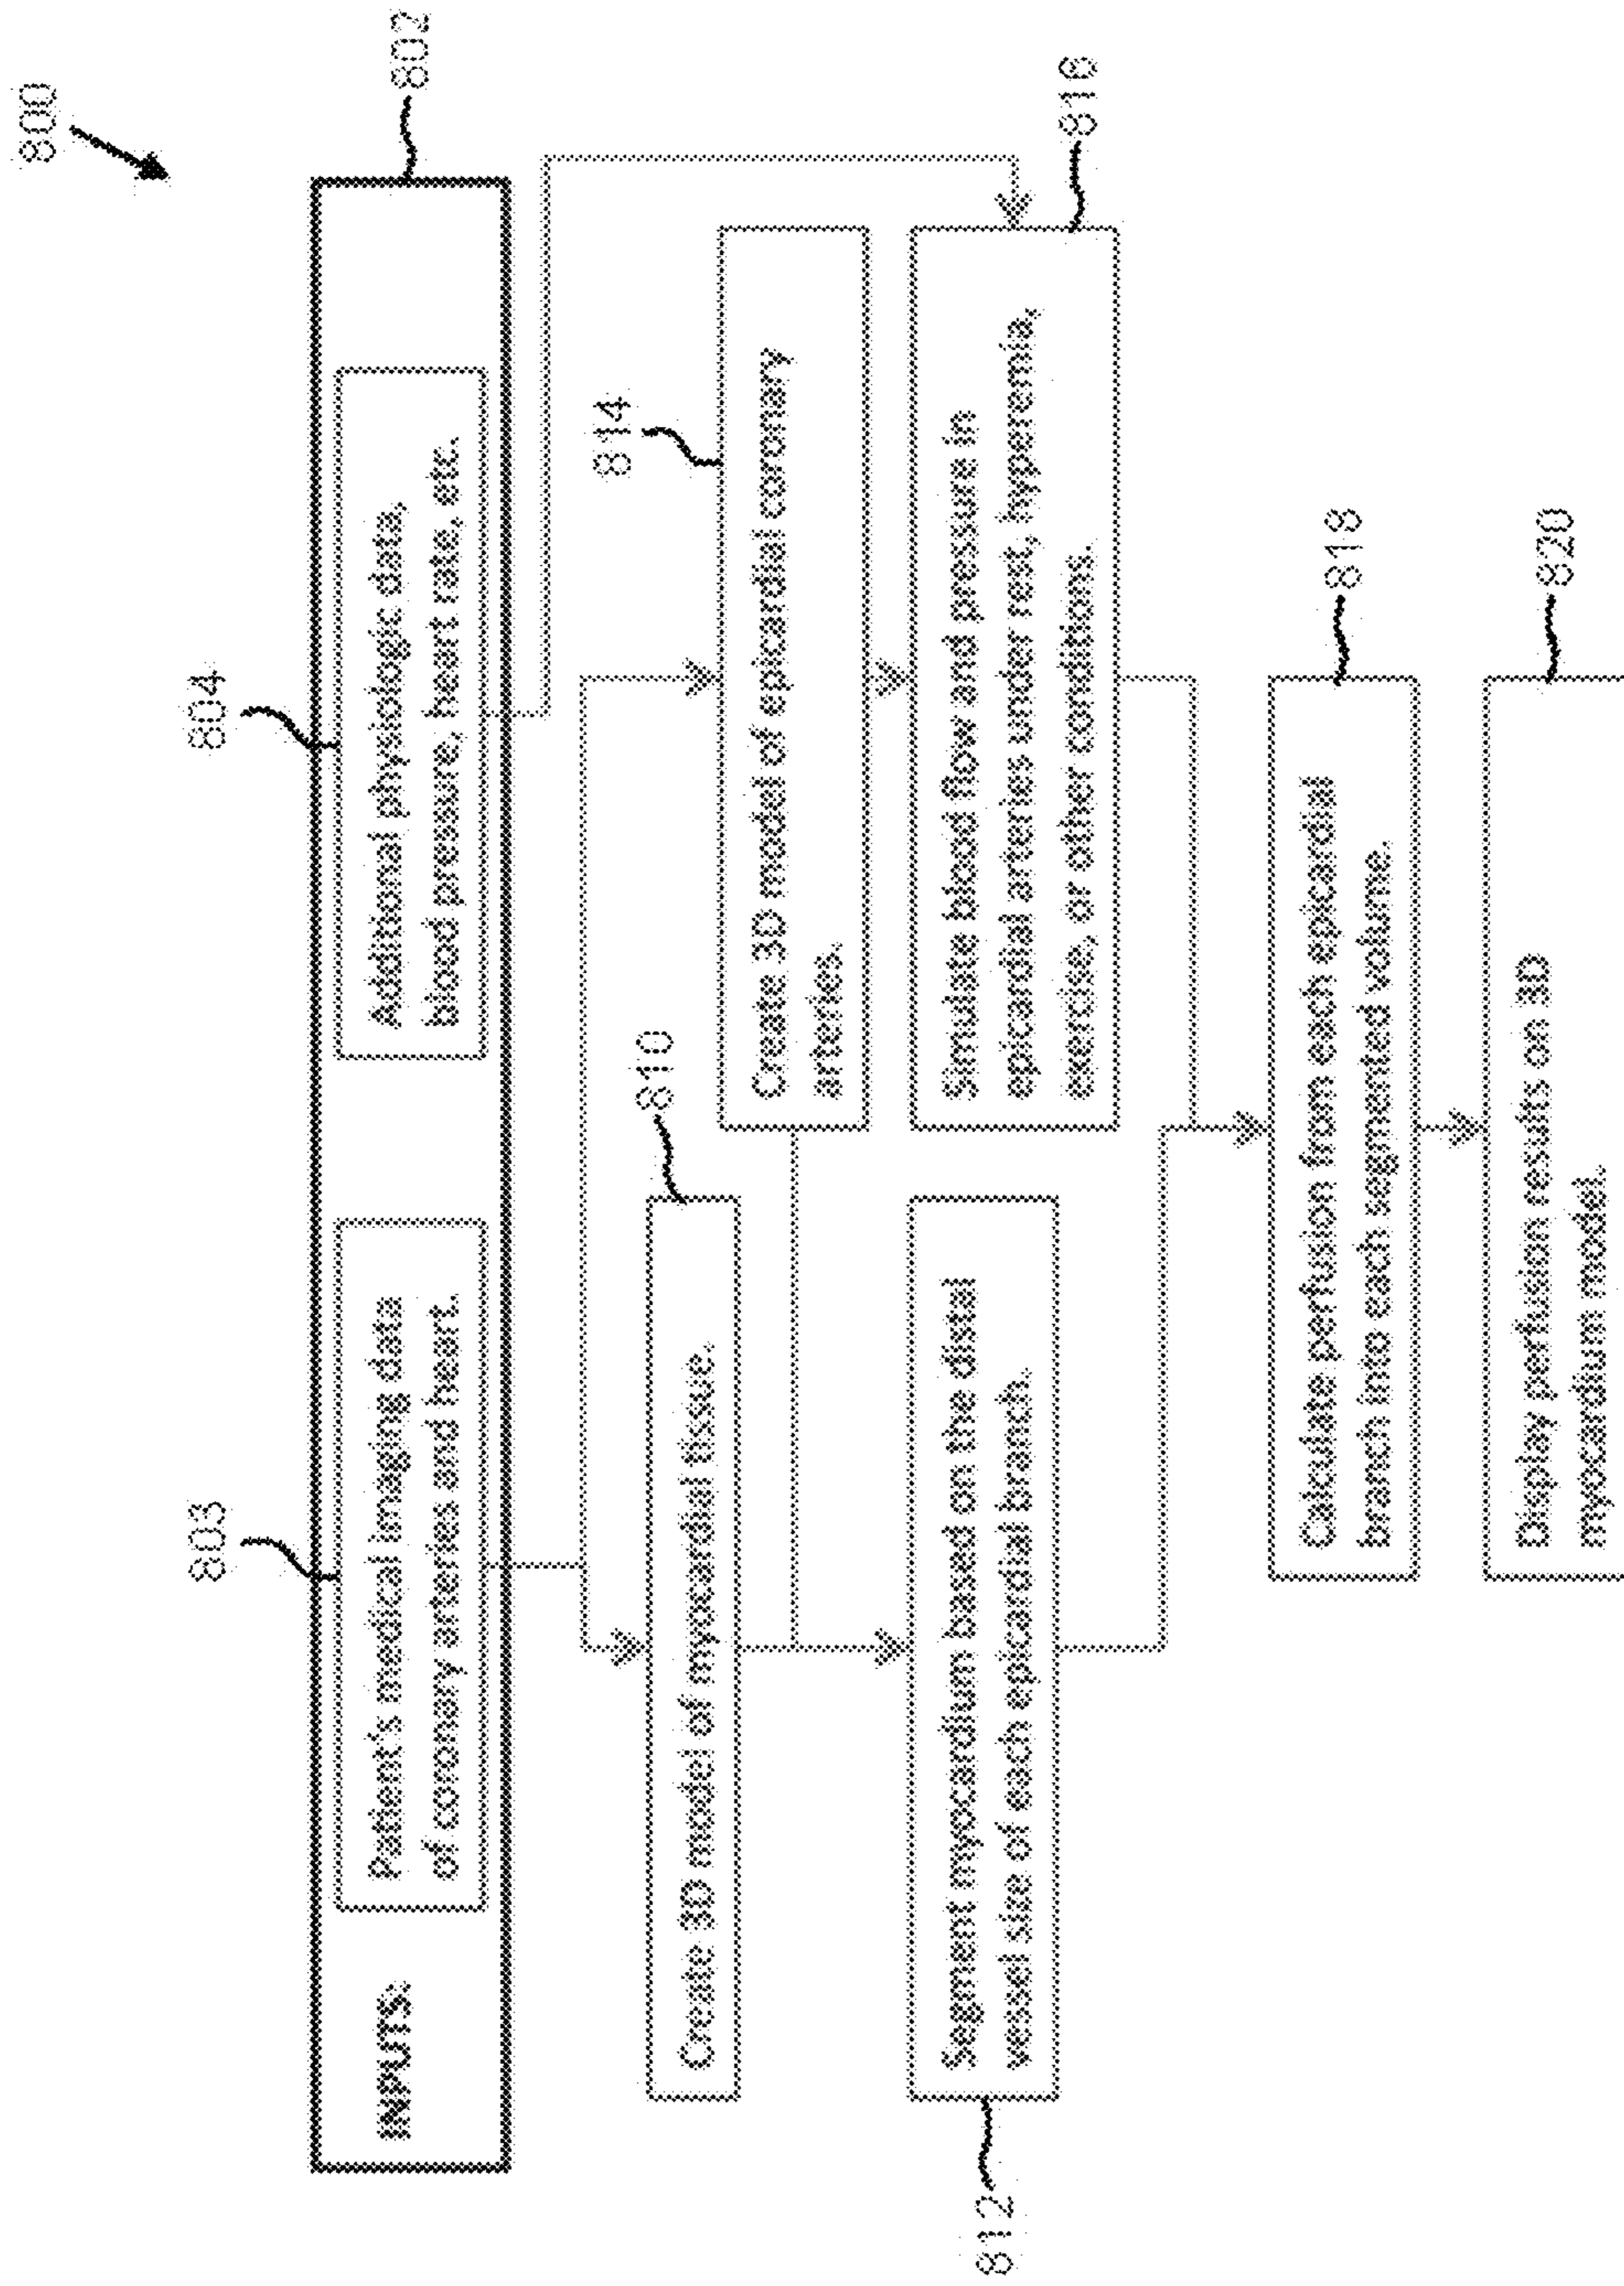 800
802
INPUTS:
803
Patient's medical imaging data
of coronary arteries and heart.
804
Additional physiologic data,
blood pressure, heart rate, etc.
810
Create 3D model of myocardial tissue.
814
Create 3D model of epicardial coronary
arteries.
812
Segment myocardium based on the distal
vessel size of each epicardial branch.
816
Simulate blood flow and pressure in
epicardial arteries under rest, hyperemia,
exercise, or other conditions.
818
Calculate perfusion from each epicardial
branch into each segmented volume.
820
Display perfusion results on 3D
myocardium model.